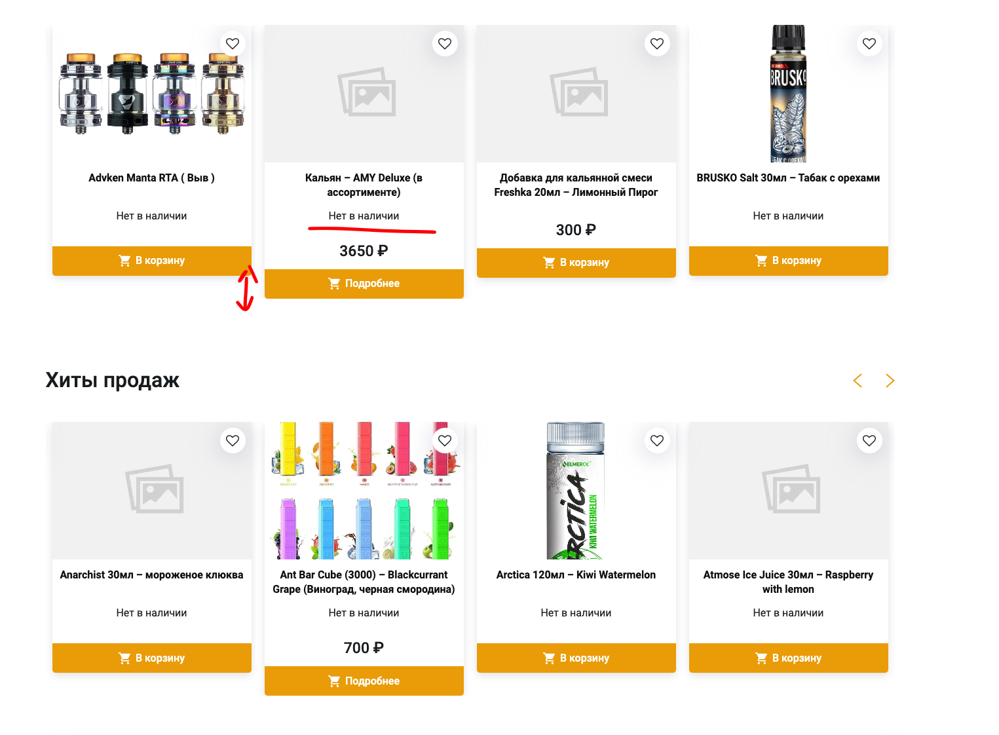 Advken Manta RTA ( Выв )
Нет в наличии
В корзину
Кальян – AMY Deluxe (в
ассортименте)
Нет в наличии
3650 ₽
Подробнее
Добавка для кальянной смеси
Freshka 20мл – Лимонный Пирог
300 ₽
В корзину
BRUSKO
BRUSKO Salt 30мл – Табак с орехами
Нет в наличии
В корзину
Хиты продаж
Anarchist 30мл – мороженое клюква
Нет в наличии
В корзину
MANGO
Ant Bar Cube (3000) – Blackcurrant
Grape (Виноград, черная смородина)
Нет в наличии
700 ₽
Подробнее
ELMERCK
ARCTICA
KIWI WATERMELON
Arctica 120мл – Kiwi Watermelon
Нет в наличии
В корзину
Atmose Ice Juice 30мл – Raspberry
with lemon
Нет в наличии
В корзину